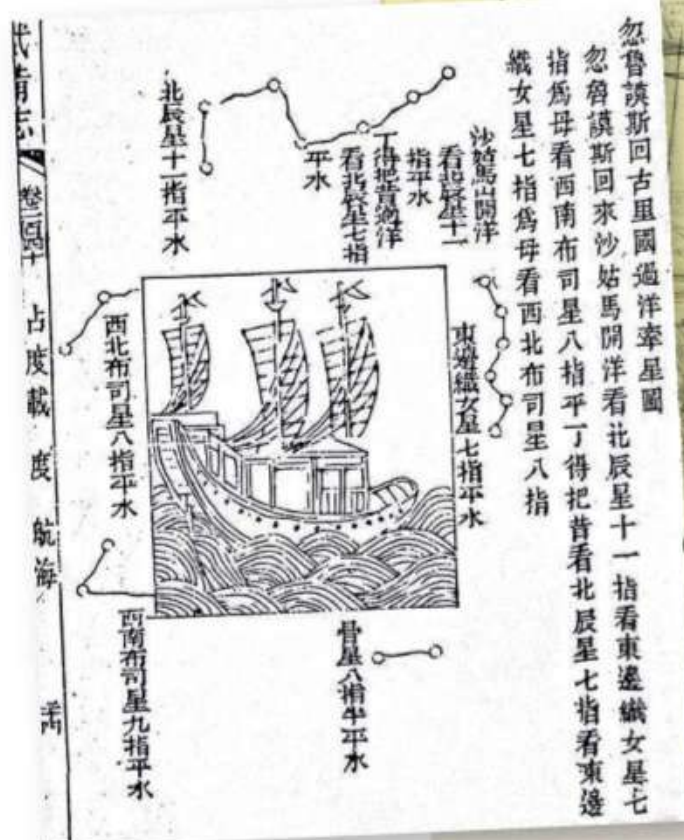 忽魯謨斯回古里國過洋牽星圖
忽魯謨斯回來沙姑馬開洋看北辰星十一指看東邊織女星七
指爲母看西南布司星八指平丁得把昔看北辰星七指看東邊
織女星七指爲母看西北布司星八指
沙姑馬山開洋
看北辰星十一
指平水
丁得把昔過洋
看北辰星七指
平水
北辰星十一指平水
東邊織女星七指平水
西北布司星八指平水
骨星八指半平水
西南布司星九指平水
武備志
卷二百四十
占度載
度
航海